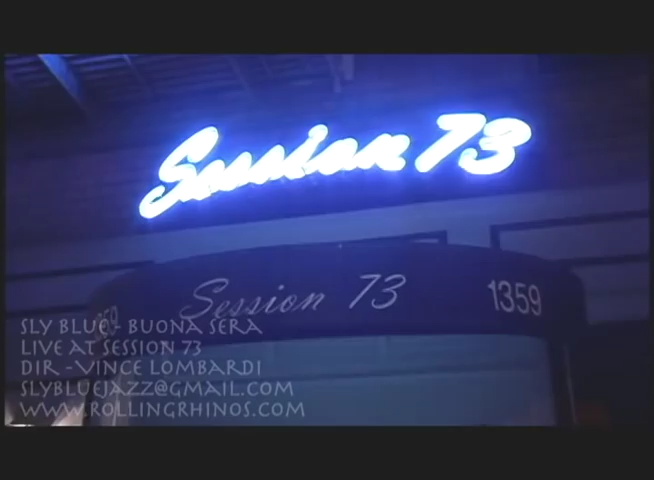 Session 73
Session 73
1359
59
SLY BLUE - BUONA SERA
LIVE AT SESSION 73
DIR - VINCE LOMBARDI
SLYBLUEJAZZ@GMAIL.COM
WWW.ROLLINGRHINOS.COM